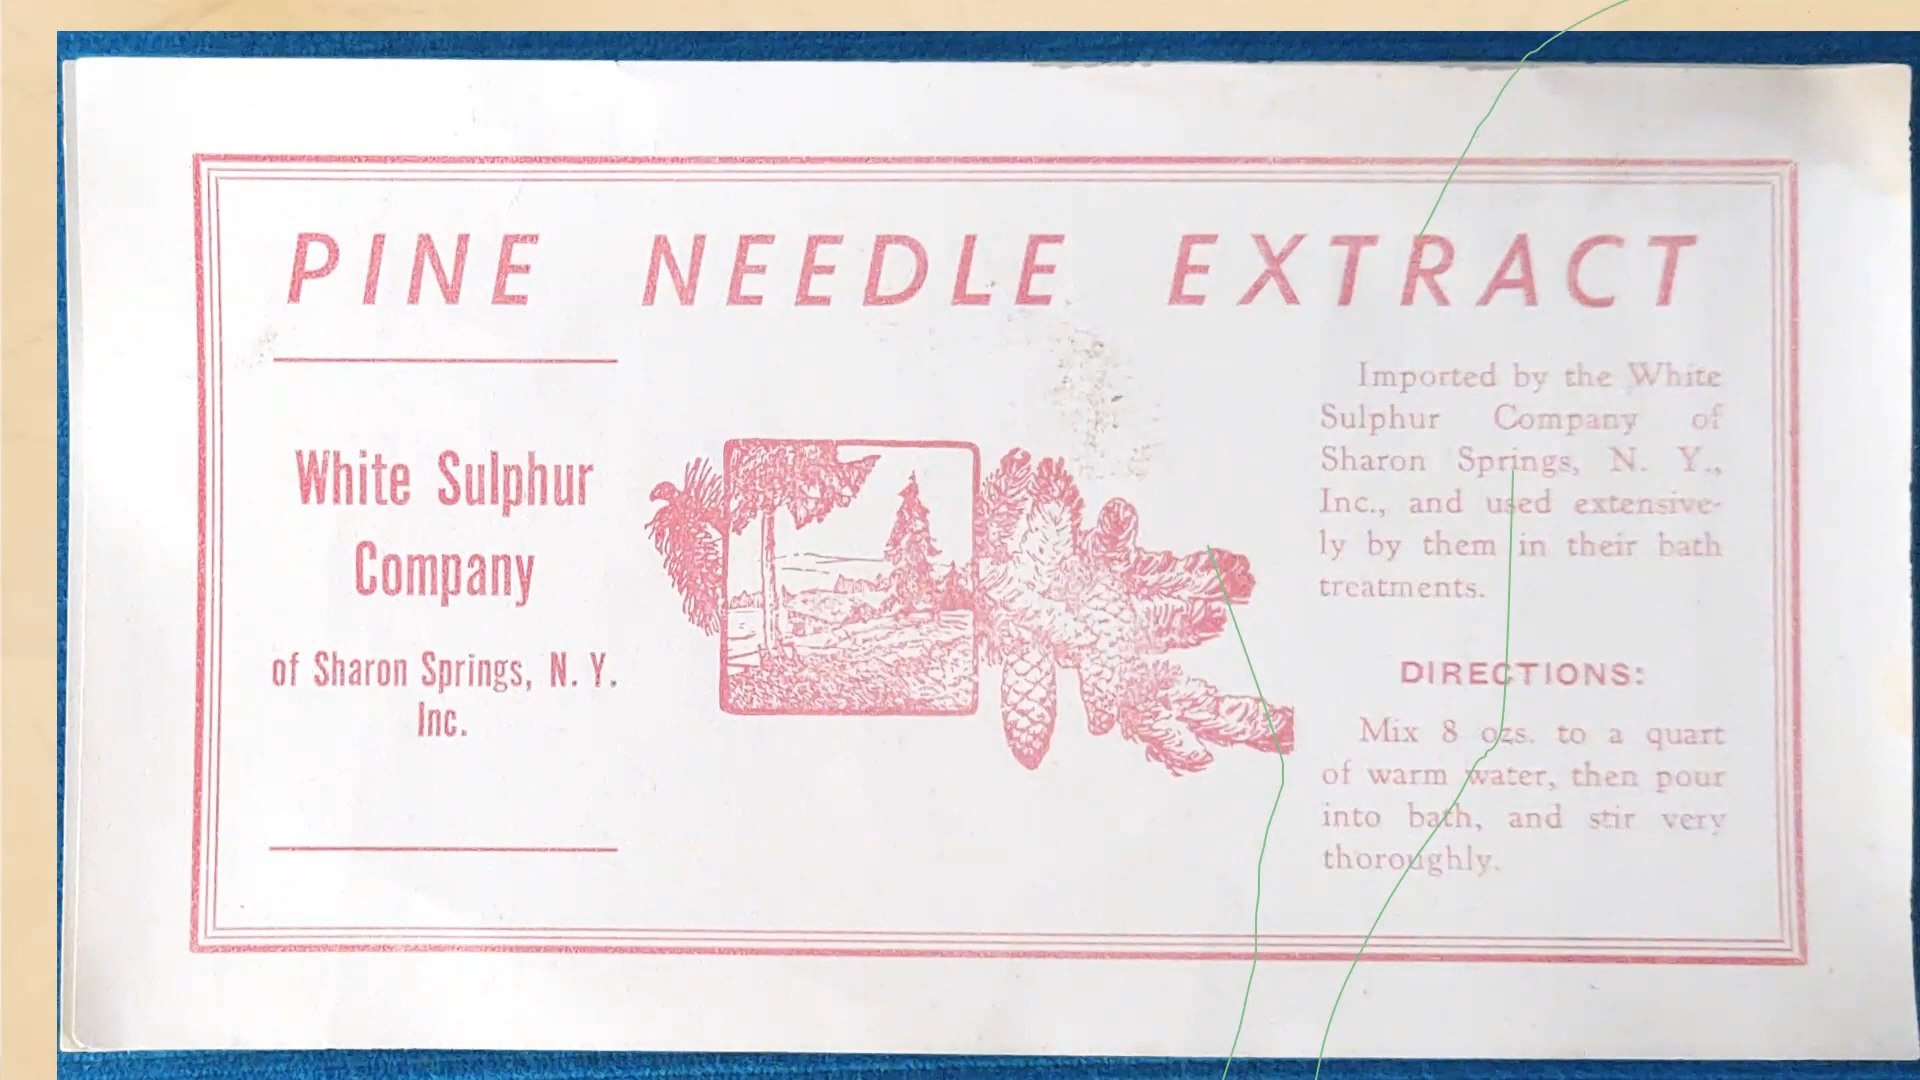 PINE NEEDLE EXTRACT
White Sulphur
Company
of Sharon Springs, N. Y.
Inc.
Imported by the White
Sulphur Company of
Sharon Springs, N. Y.,
Inc., and used extensive-
ly by them in their bath
treatments.
DIRECTIONS:
Mix 8 ozs. to a quart
of warm water, then pour
into bath, and stir very
thoroughly.